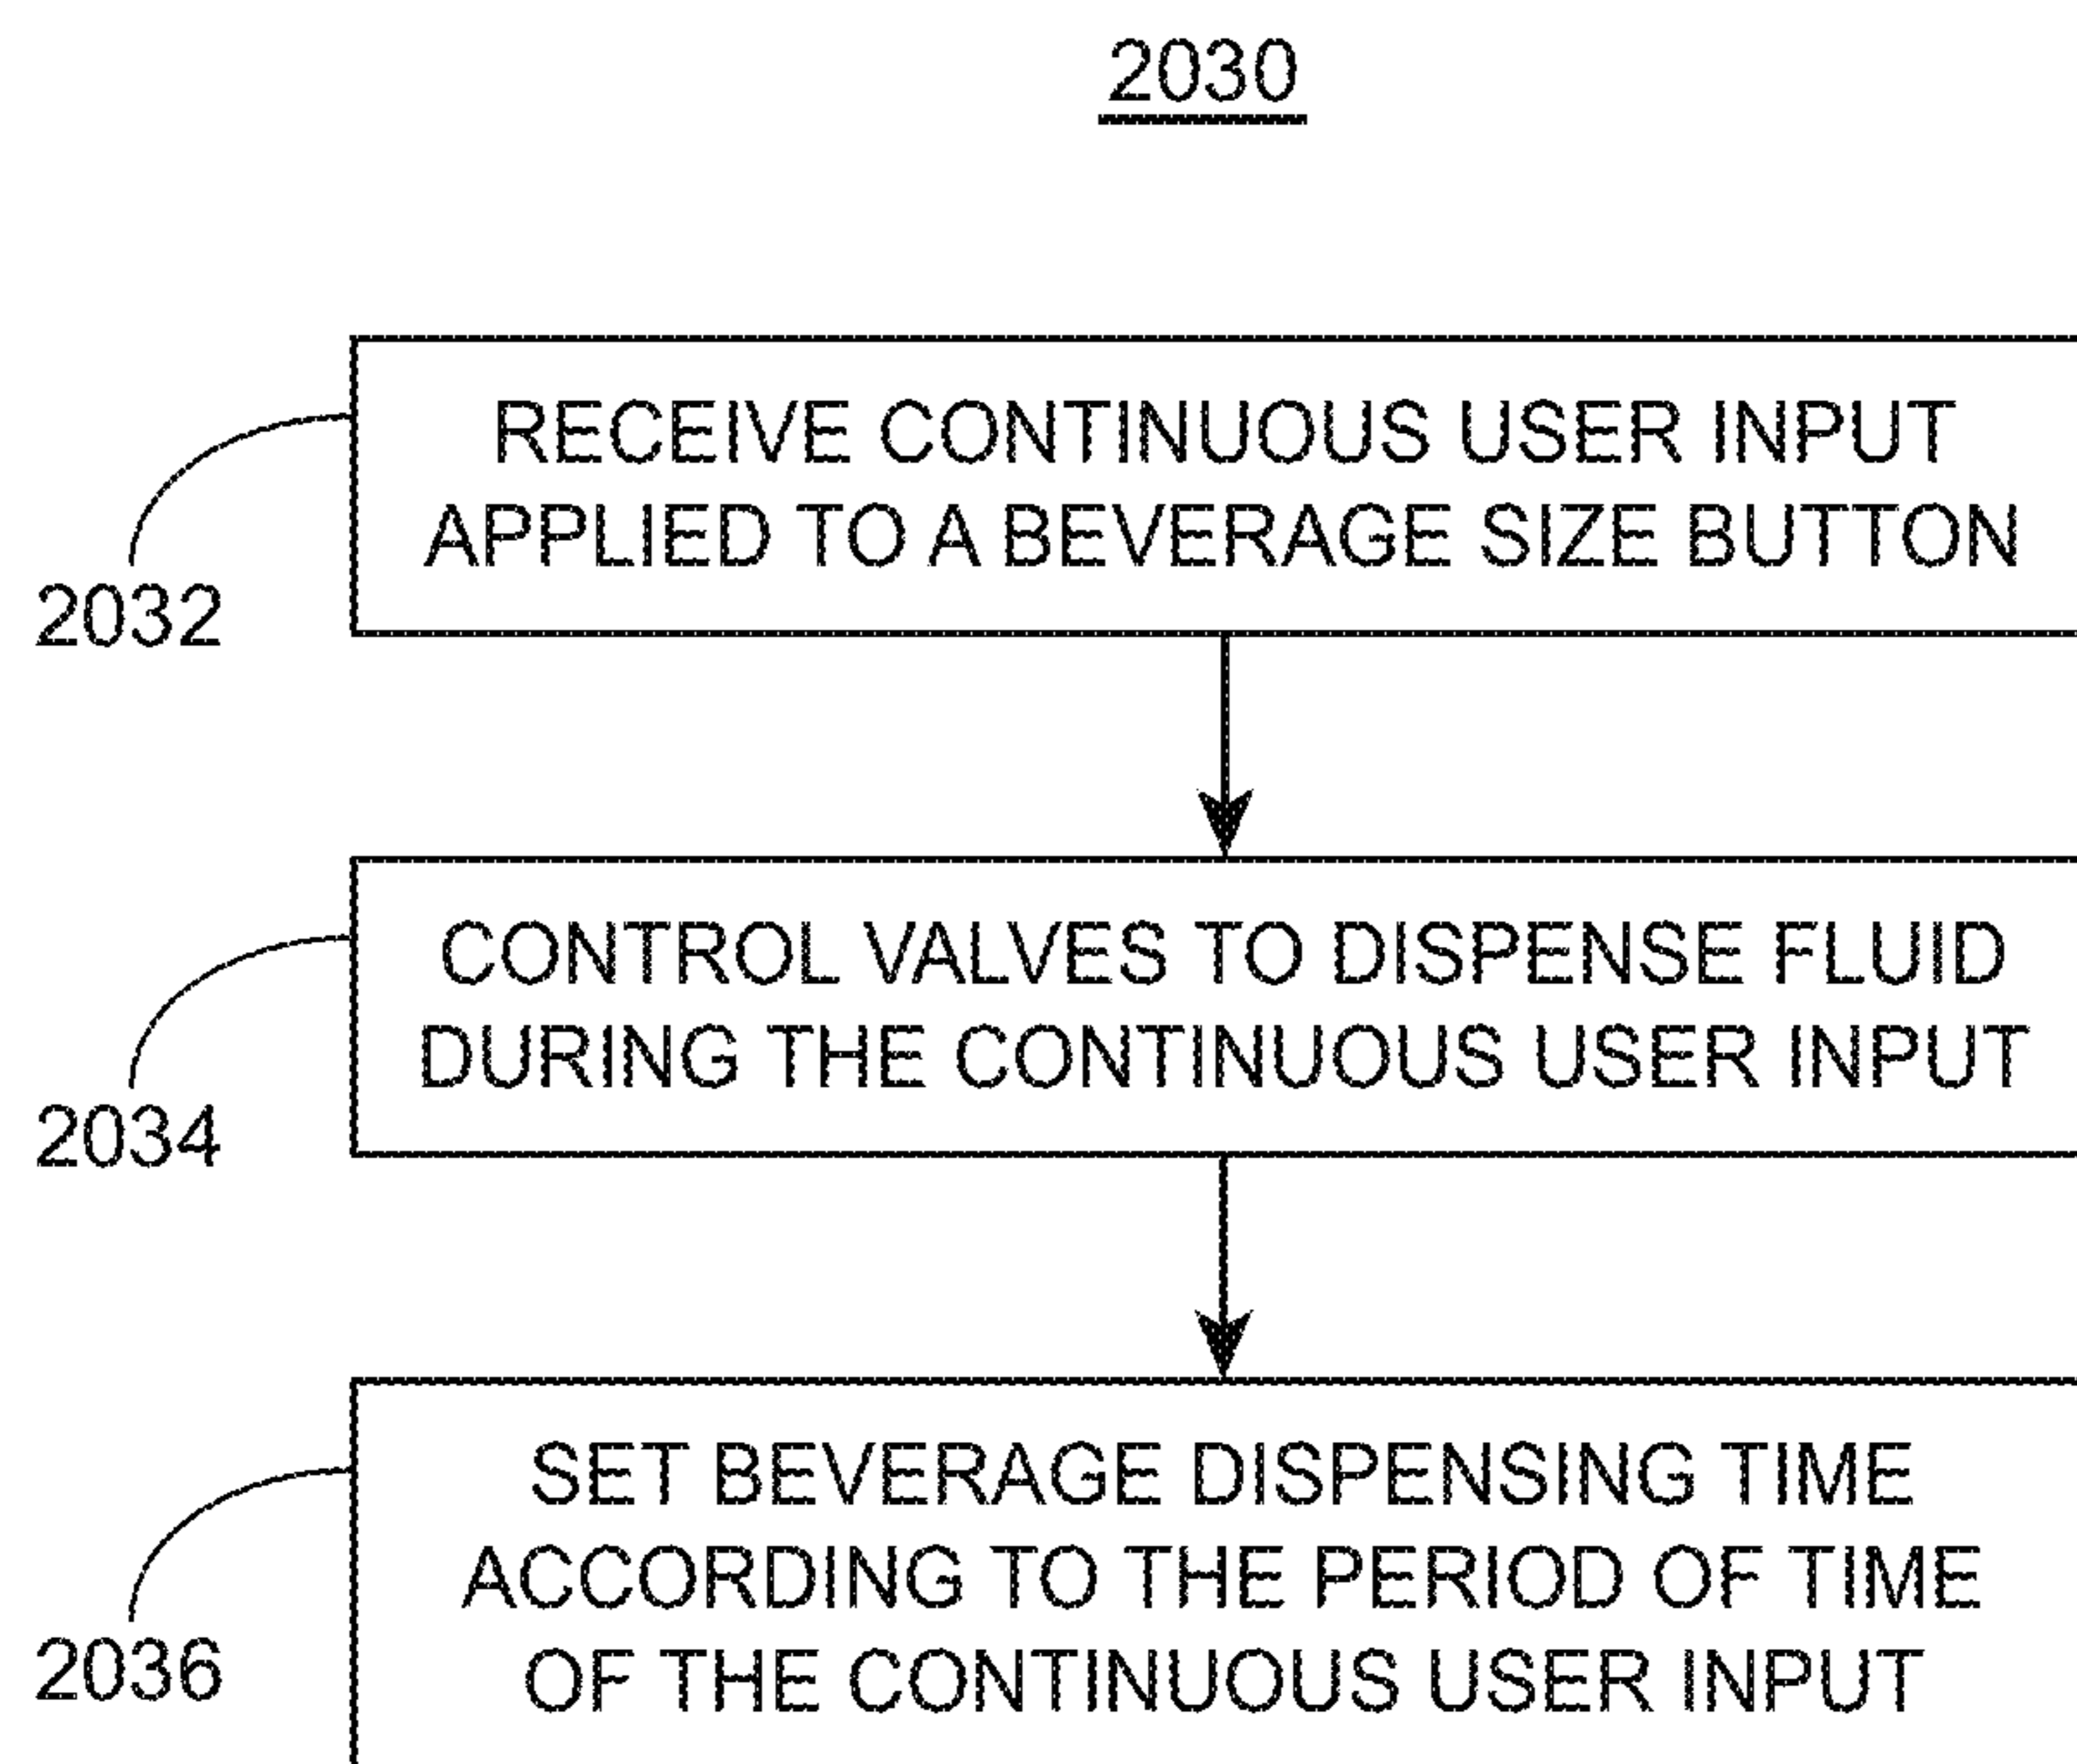 2030
RECEIVE CONTINUOUS USER INPUT
APPLIED TO A BEVERAGE SIZE BUTTON
2032
CONTROL VALVES TO DISPENSE FLUID
DURING THE CONTINUOUS USER INPUT
2034
SET BEVERAGE DISPENSING TIME
ACCORDING TO THE PERIOD OF TIME
OF THE CONTINUOUS USER INPUT
2036